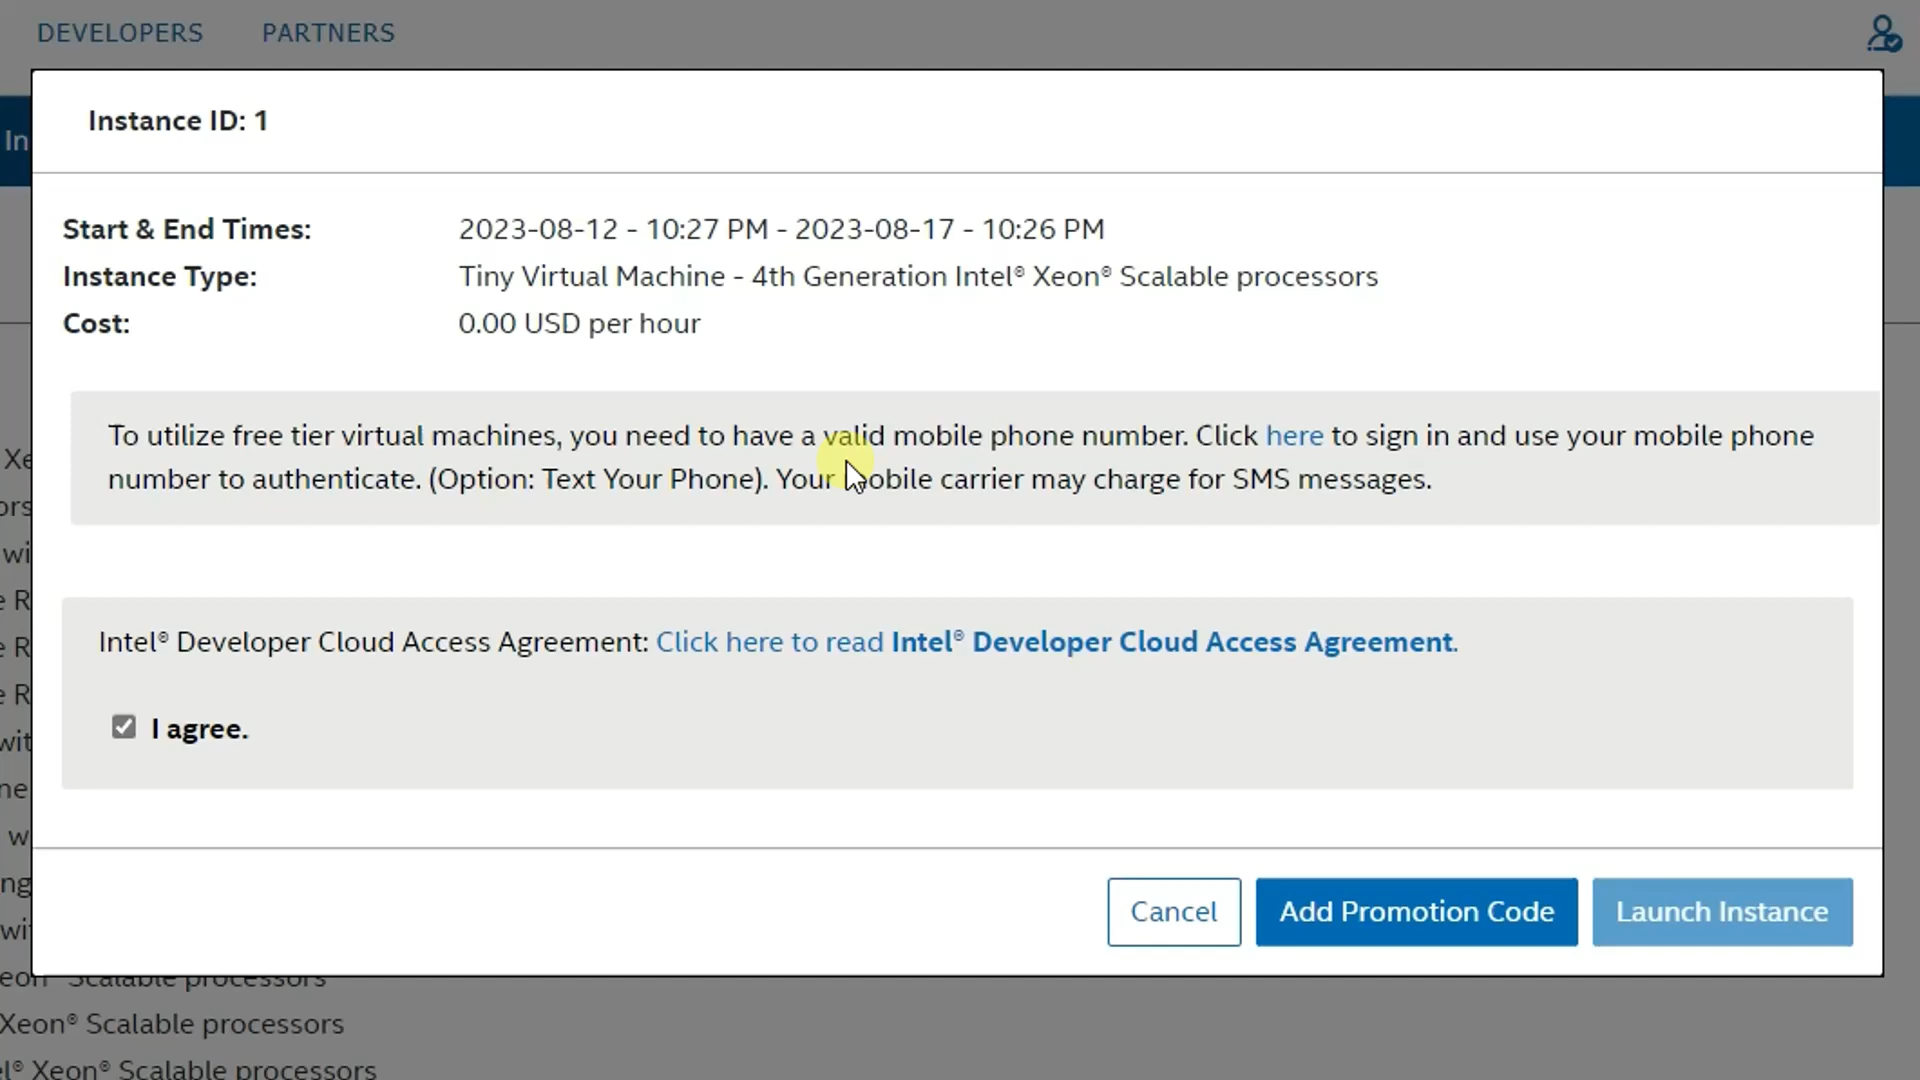 DEVELOPERS PARTNERS
Instance ID: 1
In
Start & End Times: 2023-08-12 - 10:27 PM - 2023-08-17 - 10:26 PM
Instance Type: Tiny Virtual Machine - 4th Generation Intel® Xeon® Scalable processors
Cost: 0.00 USD per hour
To utilize free tier virtual machines, you need to have a valid mobile phone number. Click here to sign in and use your mobile phone
number to authenticate. (Option: Text Your Phone). Your mobile carrier may charge for SMS messages.
Intel® Developer Cloud Access Agreement: Click here to read Intel® Developer Cloud Access Agreement.
I agree.
Cancel Add Promotion Code Launch Instance
Scalable processors
Xeon® Scalable processors
Xeon® Scalable processors